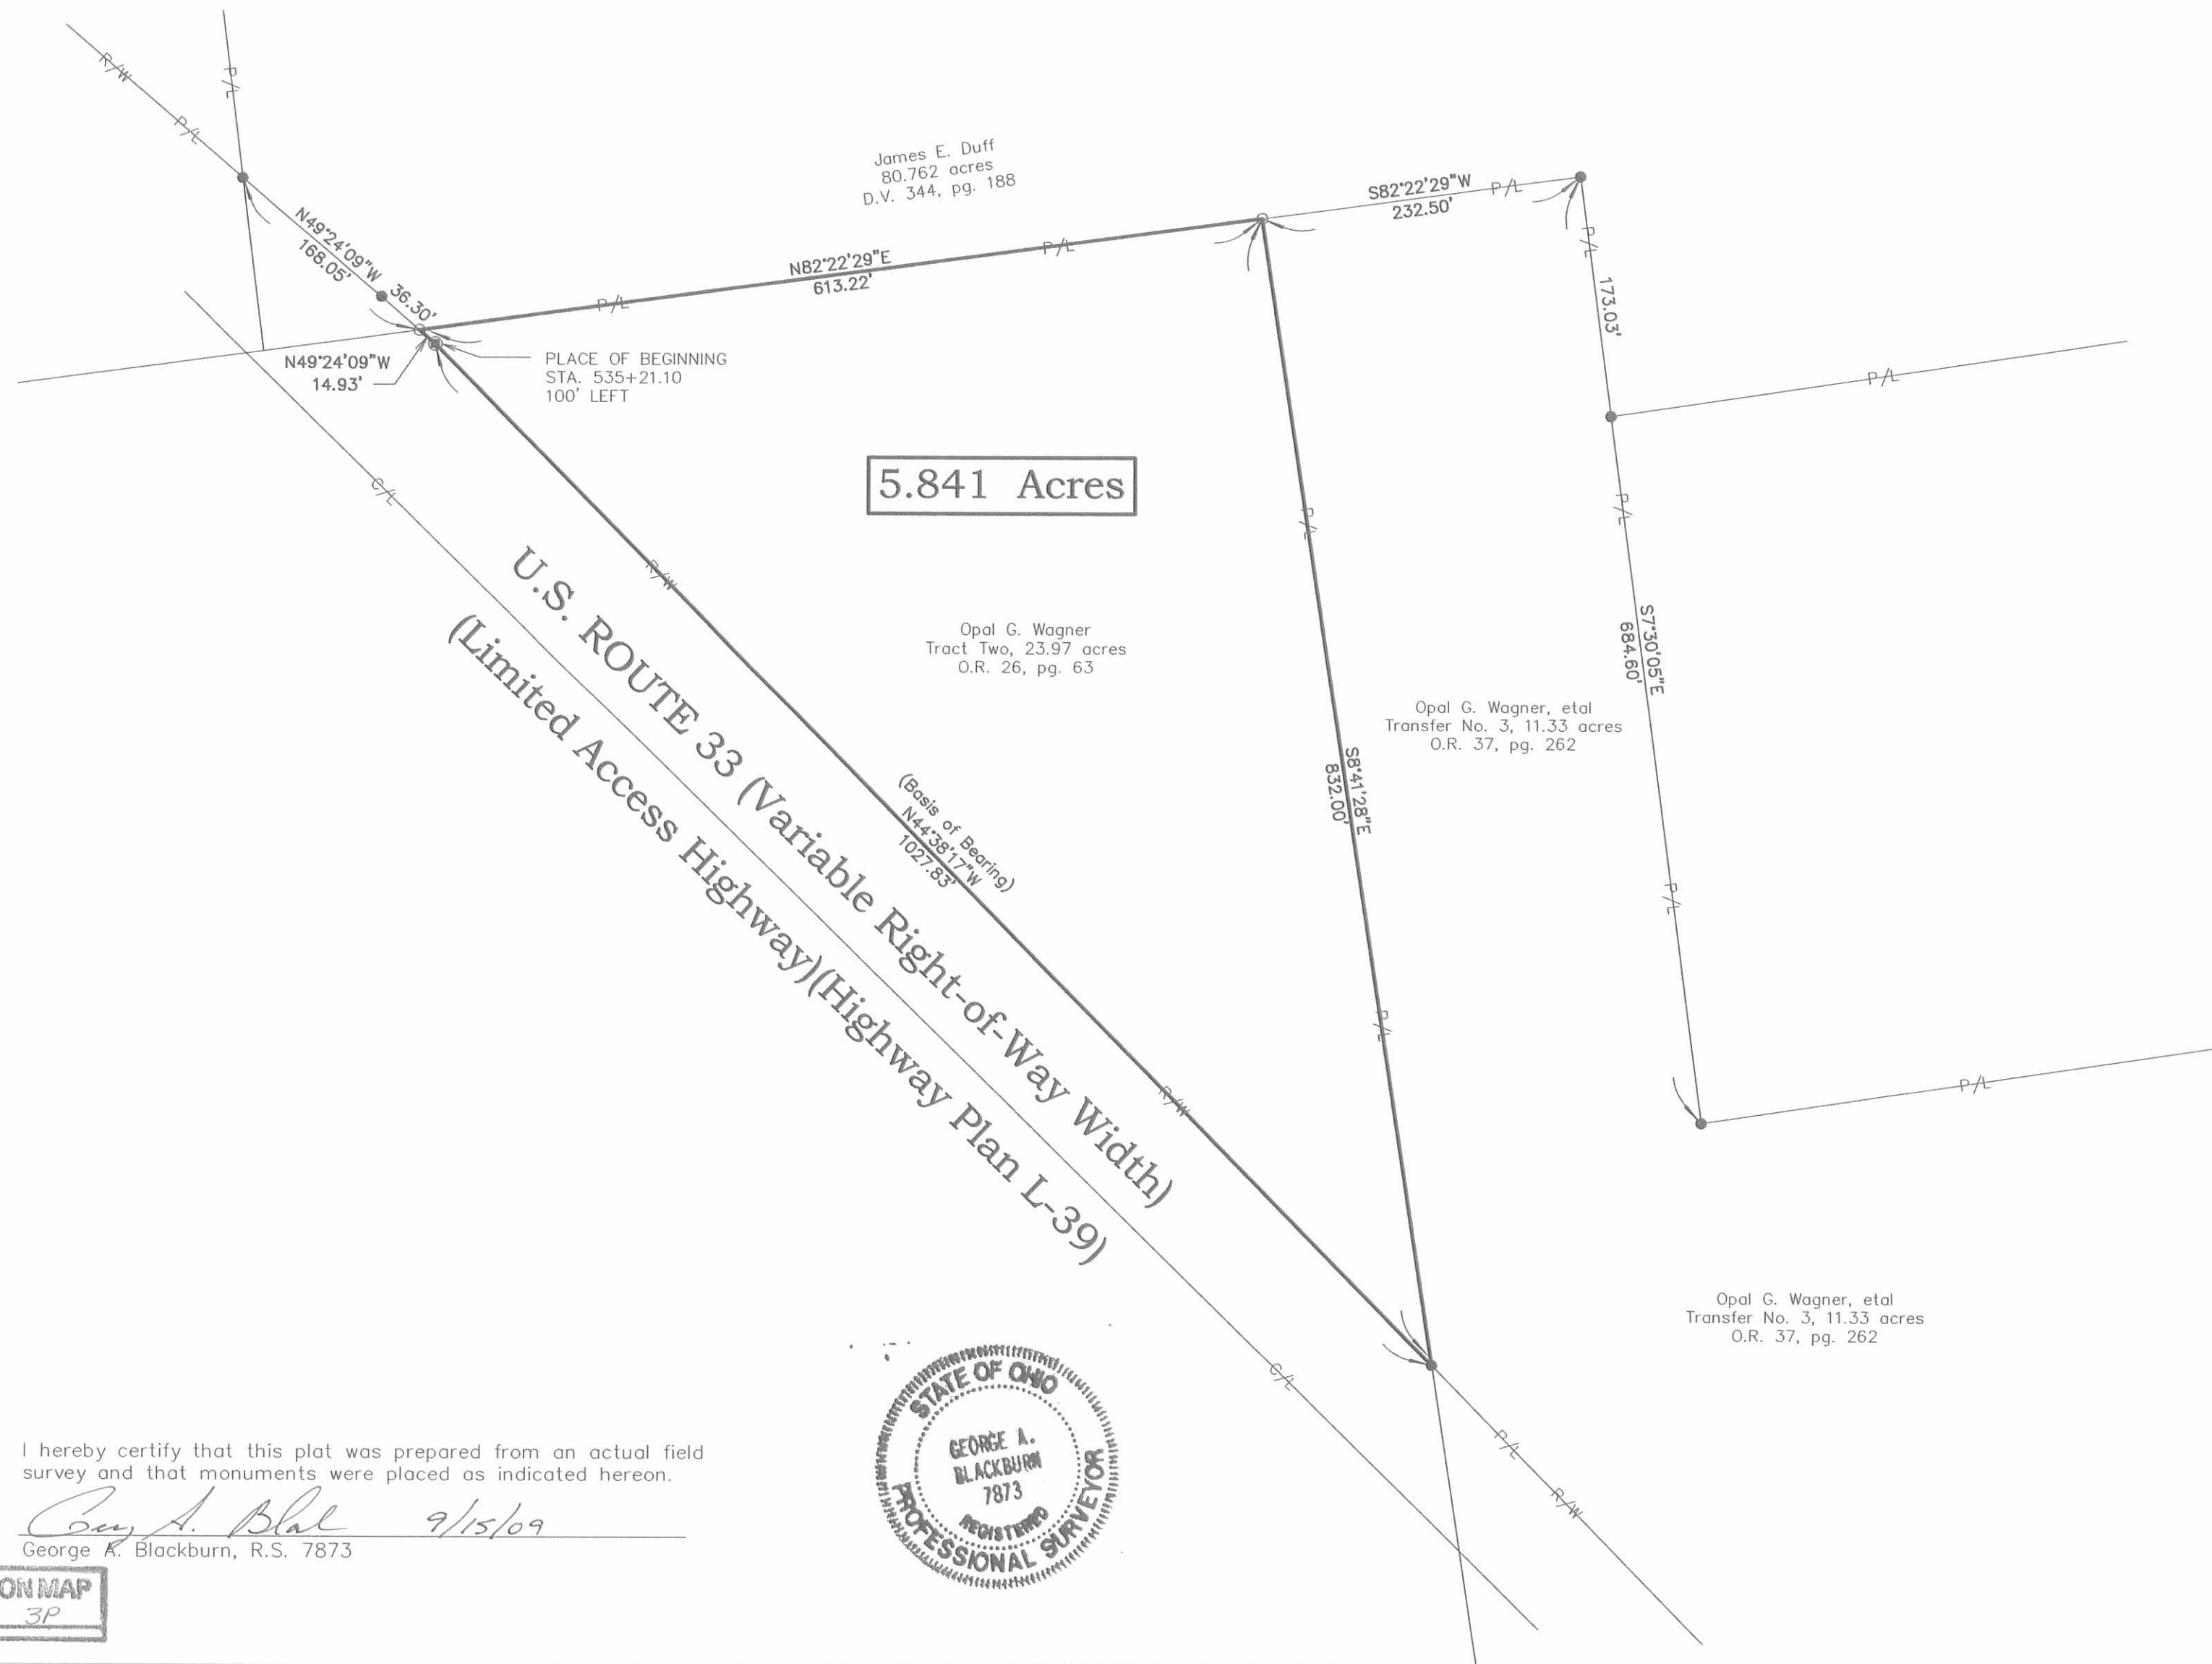 R/W
P/L
P/L
James E. Duff
80.762 acres
D.V. 344, pg. 188
S82°22'29"W
232.50'
P/L
N49°24'09"W
168.05'
36.30'
N82°22'29"E
613.22'
P/L
P/L
P/L
173.03'
N49°24'09"W
14.93'
PLACE OF BEGINNING
STA. 535+21.10
100' LEFT
P/L
C/L
5.841 Acres
P/L
P/L
R/W
U.S. ROUTE 33 (Variable Right-of-Way Width)
(Limited Access Highway)(Highway Plan L-39)
Opal G. Wagner
Tract Two, 23.97 acres
O.R. 26, pg. 63
S7°30'05"E
684.60'
Opal G. Wagner, etal
Transfer No. 3, 11.33 acres
O.R. 37, pg. 262
(Basis of Bearing)
N44°38'17"W
1027.83'
S8°41'28"E
832.00'
P/L
P/L
R/W
P/L
Opal G. Wagner, etal
Transfer No. 3, 11.33 acres
O.R. 37, pg. 262
C/L
P/L
R/W
STATE OF OHIO
GEORGE A.
BLACKBURN
7873
REGISTERED
PROFESSIONAL SURVEYOR
I hereby certify that this plat was prepared from an actual field
survey and that monuments were placed as indicated hereon.
9/15/09
George A. Blackburn, R.S. 7873
ON MAP
3P